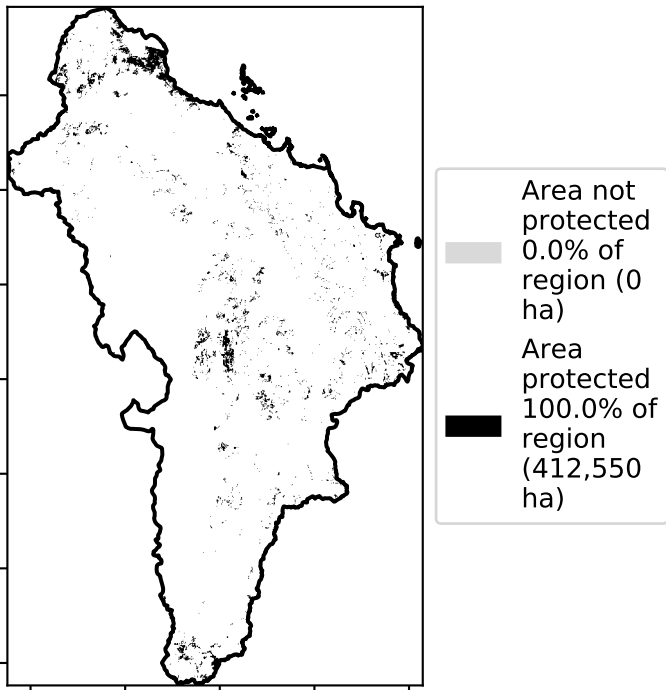 Area not
protected
0.0% of
region (0
ha)
Area
protected
100.0% of
region
(412,550
ha)